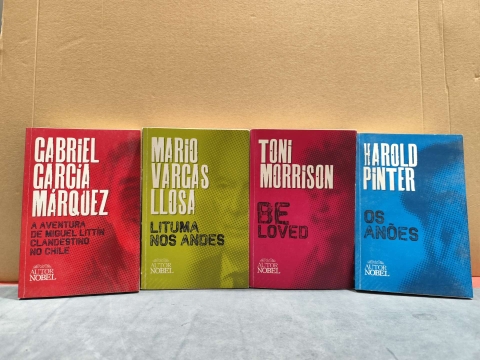 GABRIEL
GARCÍA
MÁRQUEZ
A AVENTURA
DE MIGUEL LITTÍN
CLANDESTINO
NO CHILE
AUTOR
NOBEL
MARIO
VARGAS
LLOSA
LITUMA
NOS ANDES
AUTOR
NOBEL
TONI
MORRISON
BE
LOVED
AUTOR
NOBEL
HAROLD
PINTER
OS
ANÕES
AUTOR
NOBEL